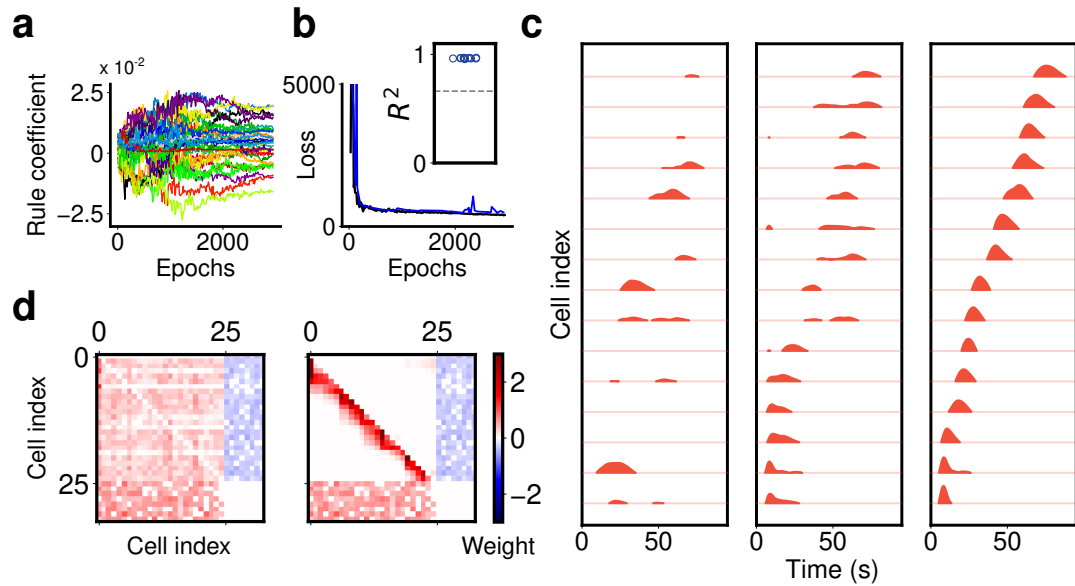 a
x 10⁻²
Rule coefficient
2.5
0
−2.5
0
2000
Epochs
b
Loss
5000
0
0
2000
Epochs
R²
1
0
c
Cell index
0
50
0
50
0
50
Time (s)
d
0
25
0
25
Cell index
0
25
Cell index
2
0
−2
Weight